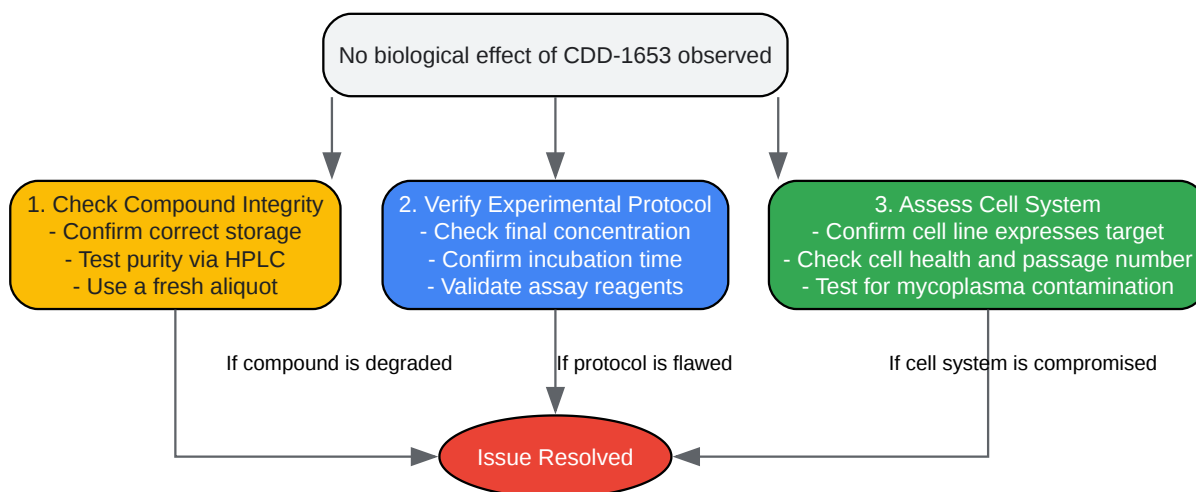 No biological effect of CDD-1653 observed
1. Check Compound Integrity
- Confirm correct storage
- Test purity via HPLC
- Use a fresh aliquot
2. Verify Experimental Protocol
- Check final concentration
- Confirm incubation time
- Validate assay reagents
3. Assess Cell System
- Confirm cell line expresses target
- Check cell health and passage number
- Test for mycoplasma contamination
If compound is degraded
If protocol is flawed
If cell system is compromised
Issue Resolved